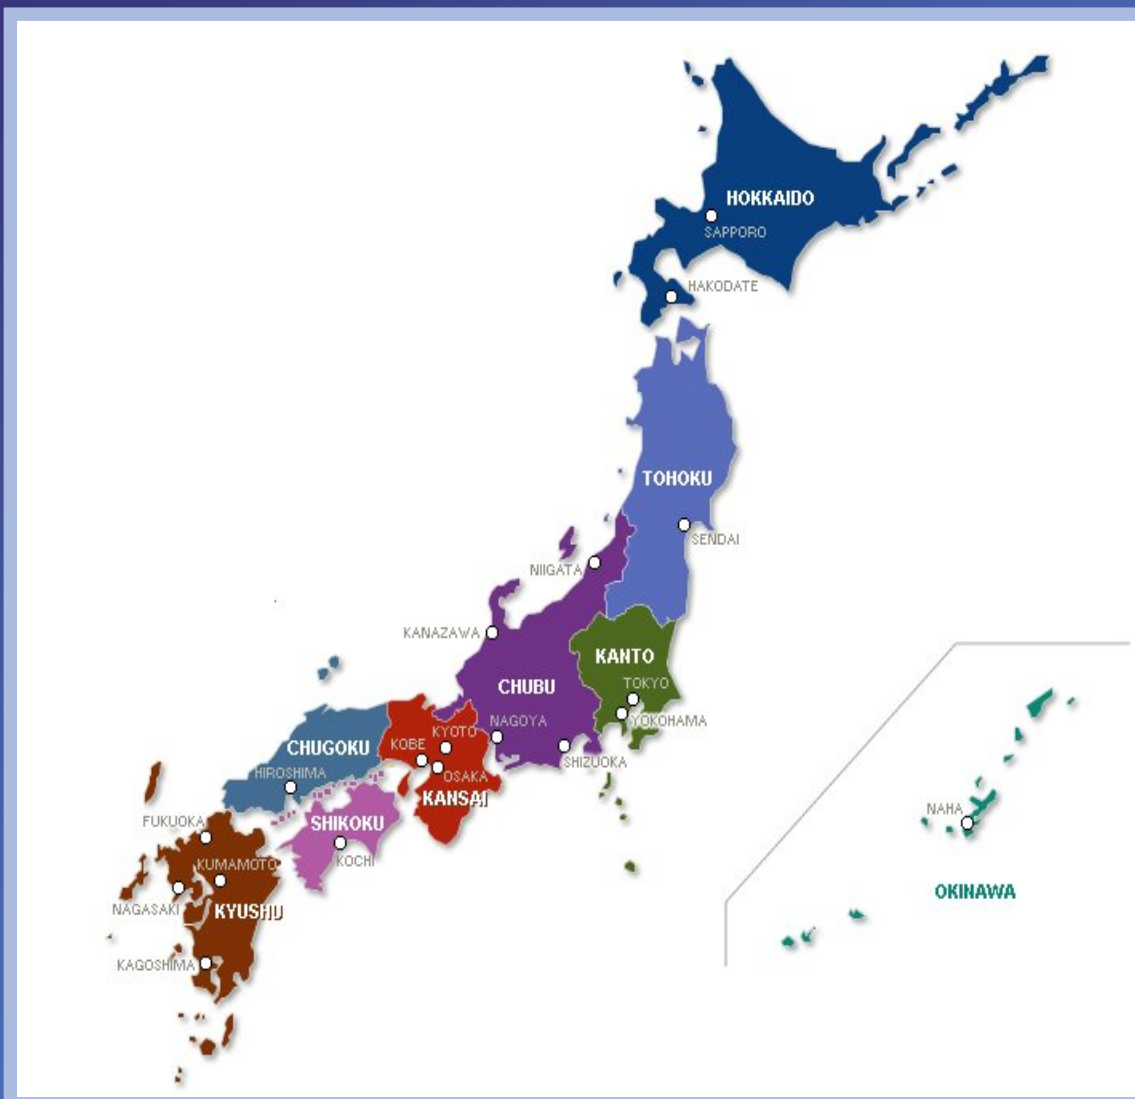 HOKKAIDO
SAPPORO
HAKODATE
TOHOKU
SENDAI
NIIGATA
KANAZAWA
KANTO
TOKYO
YOKOHAMA
CHUBU
NAGOYA
SHIZUOKA
KYOTO
KOBE
OSAKA
KANSAI
CHUGOKU
HIROSHIMA
SHIKOKU
KOCHI
FUKUOKA
KUMAMOTO
NAGASAKI
KYUSHU
KAGOSHIMA
NAHA
OKINAWA